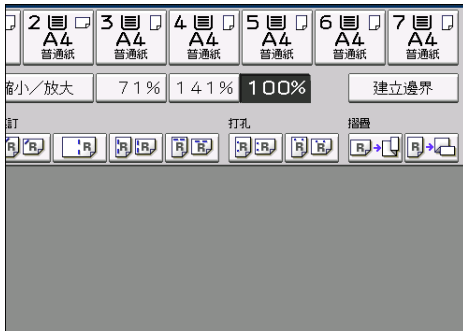 2 3 4 5 6 7
A4 A4 A4 A4 A4 A4
普通紙 普通紙 普通紙 普通紙 普通紙 普通紙
縮小／放大 71% 141% 100% 建立邊界
訂 打孔 摺疊
R R R R R R R R R R R R R R